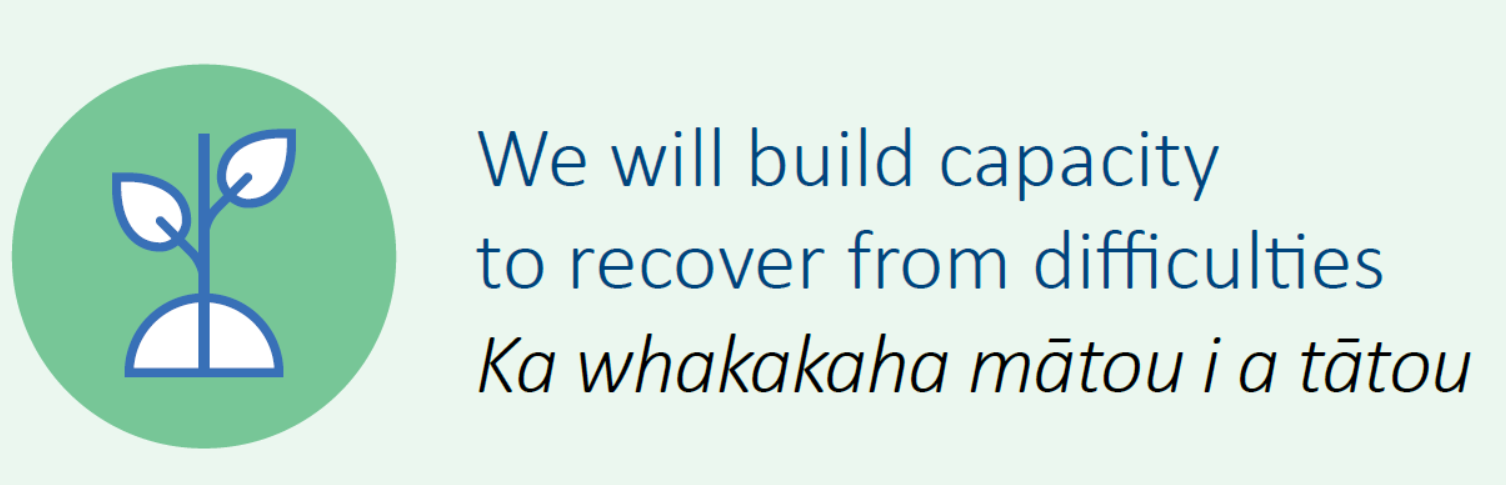 We will build capacity
to recover from difficulties
Ka whakakaha mātou i a tātou